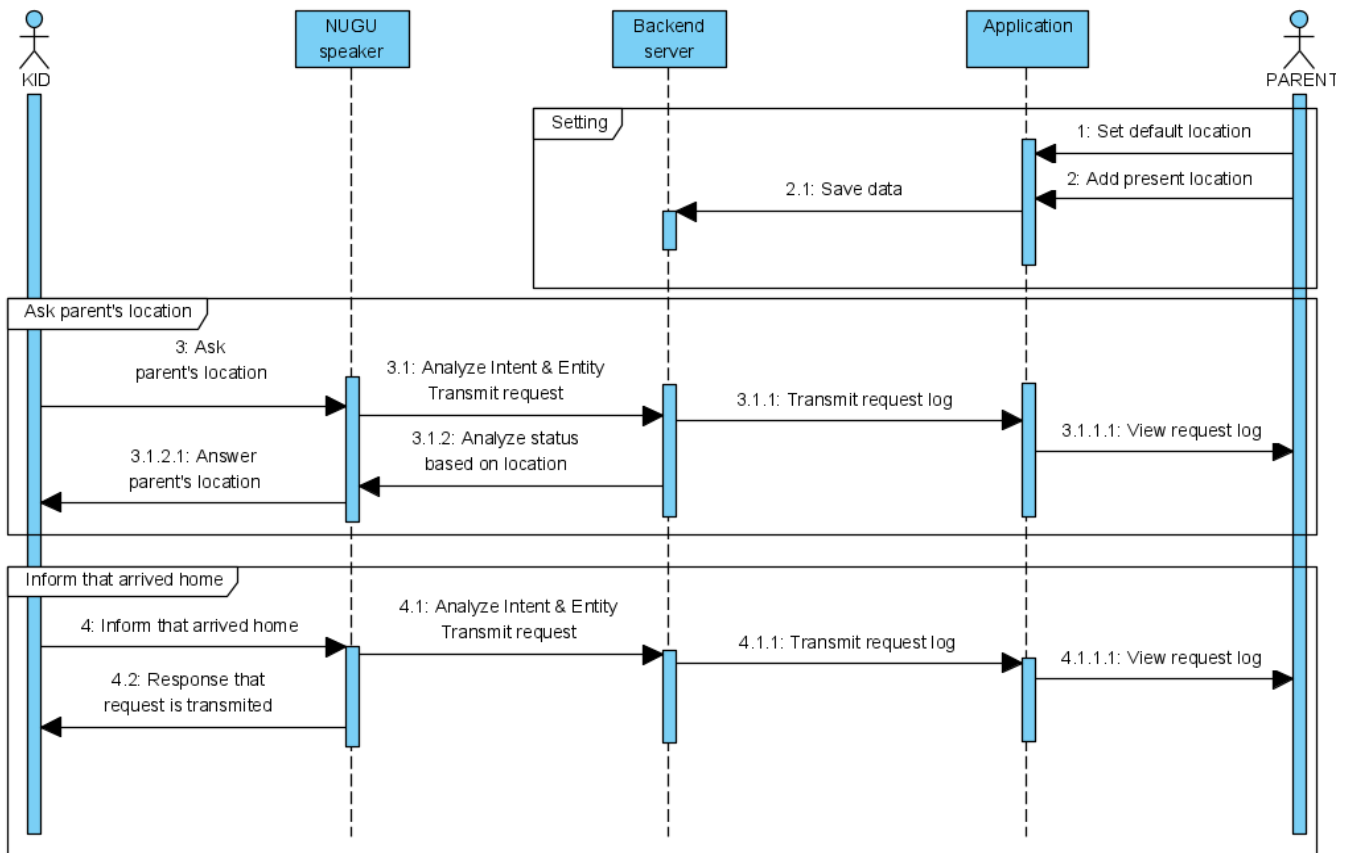 NUGU
speaker
Backend
server
Application
KID
PARENT
Setting
1: Set default location
2: Add present location
2.1: Save data
Ask parent's location
3: Ask
parent's location
3.1: Analyze Intent & Entity
Transmit request
3.1.1: Transmit request log
3.1.1.1: View request log
3.1.2: Analyze status
based on location
3.1.2.1: Answer
parent's location
Inform that arrived home
4: Inform that arrived home
4.1: Analyze Intent & Entity
Transmit request
4.1.1: Transmit request log
4.1.1.1: View request log
4.2: Response that
request is transmited